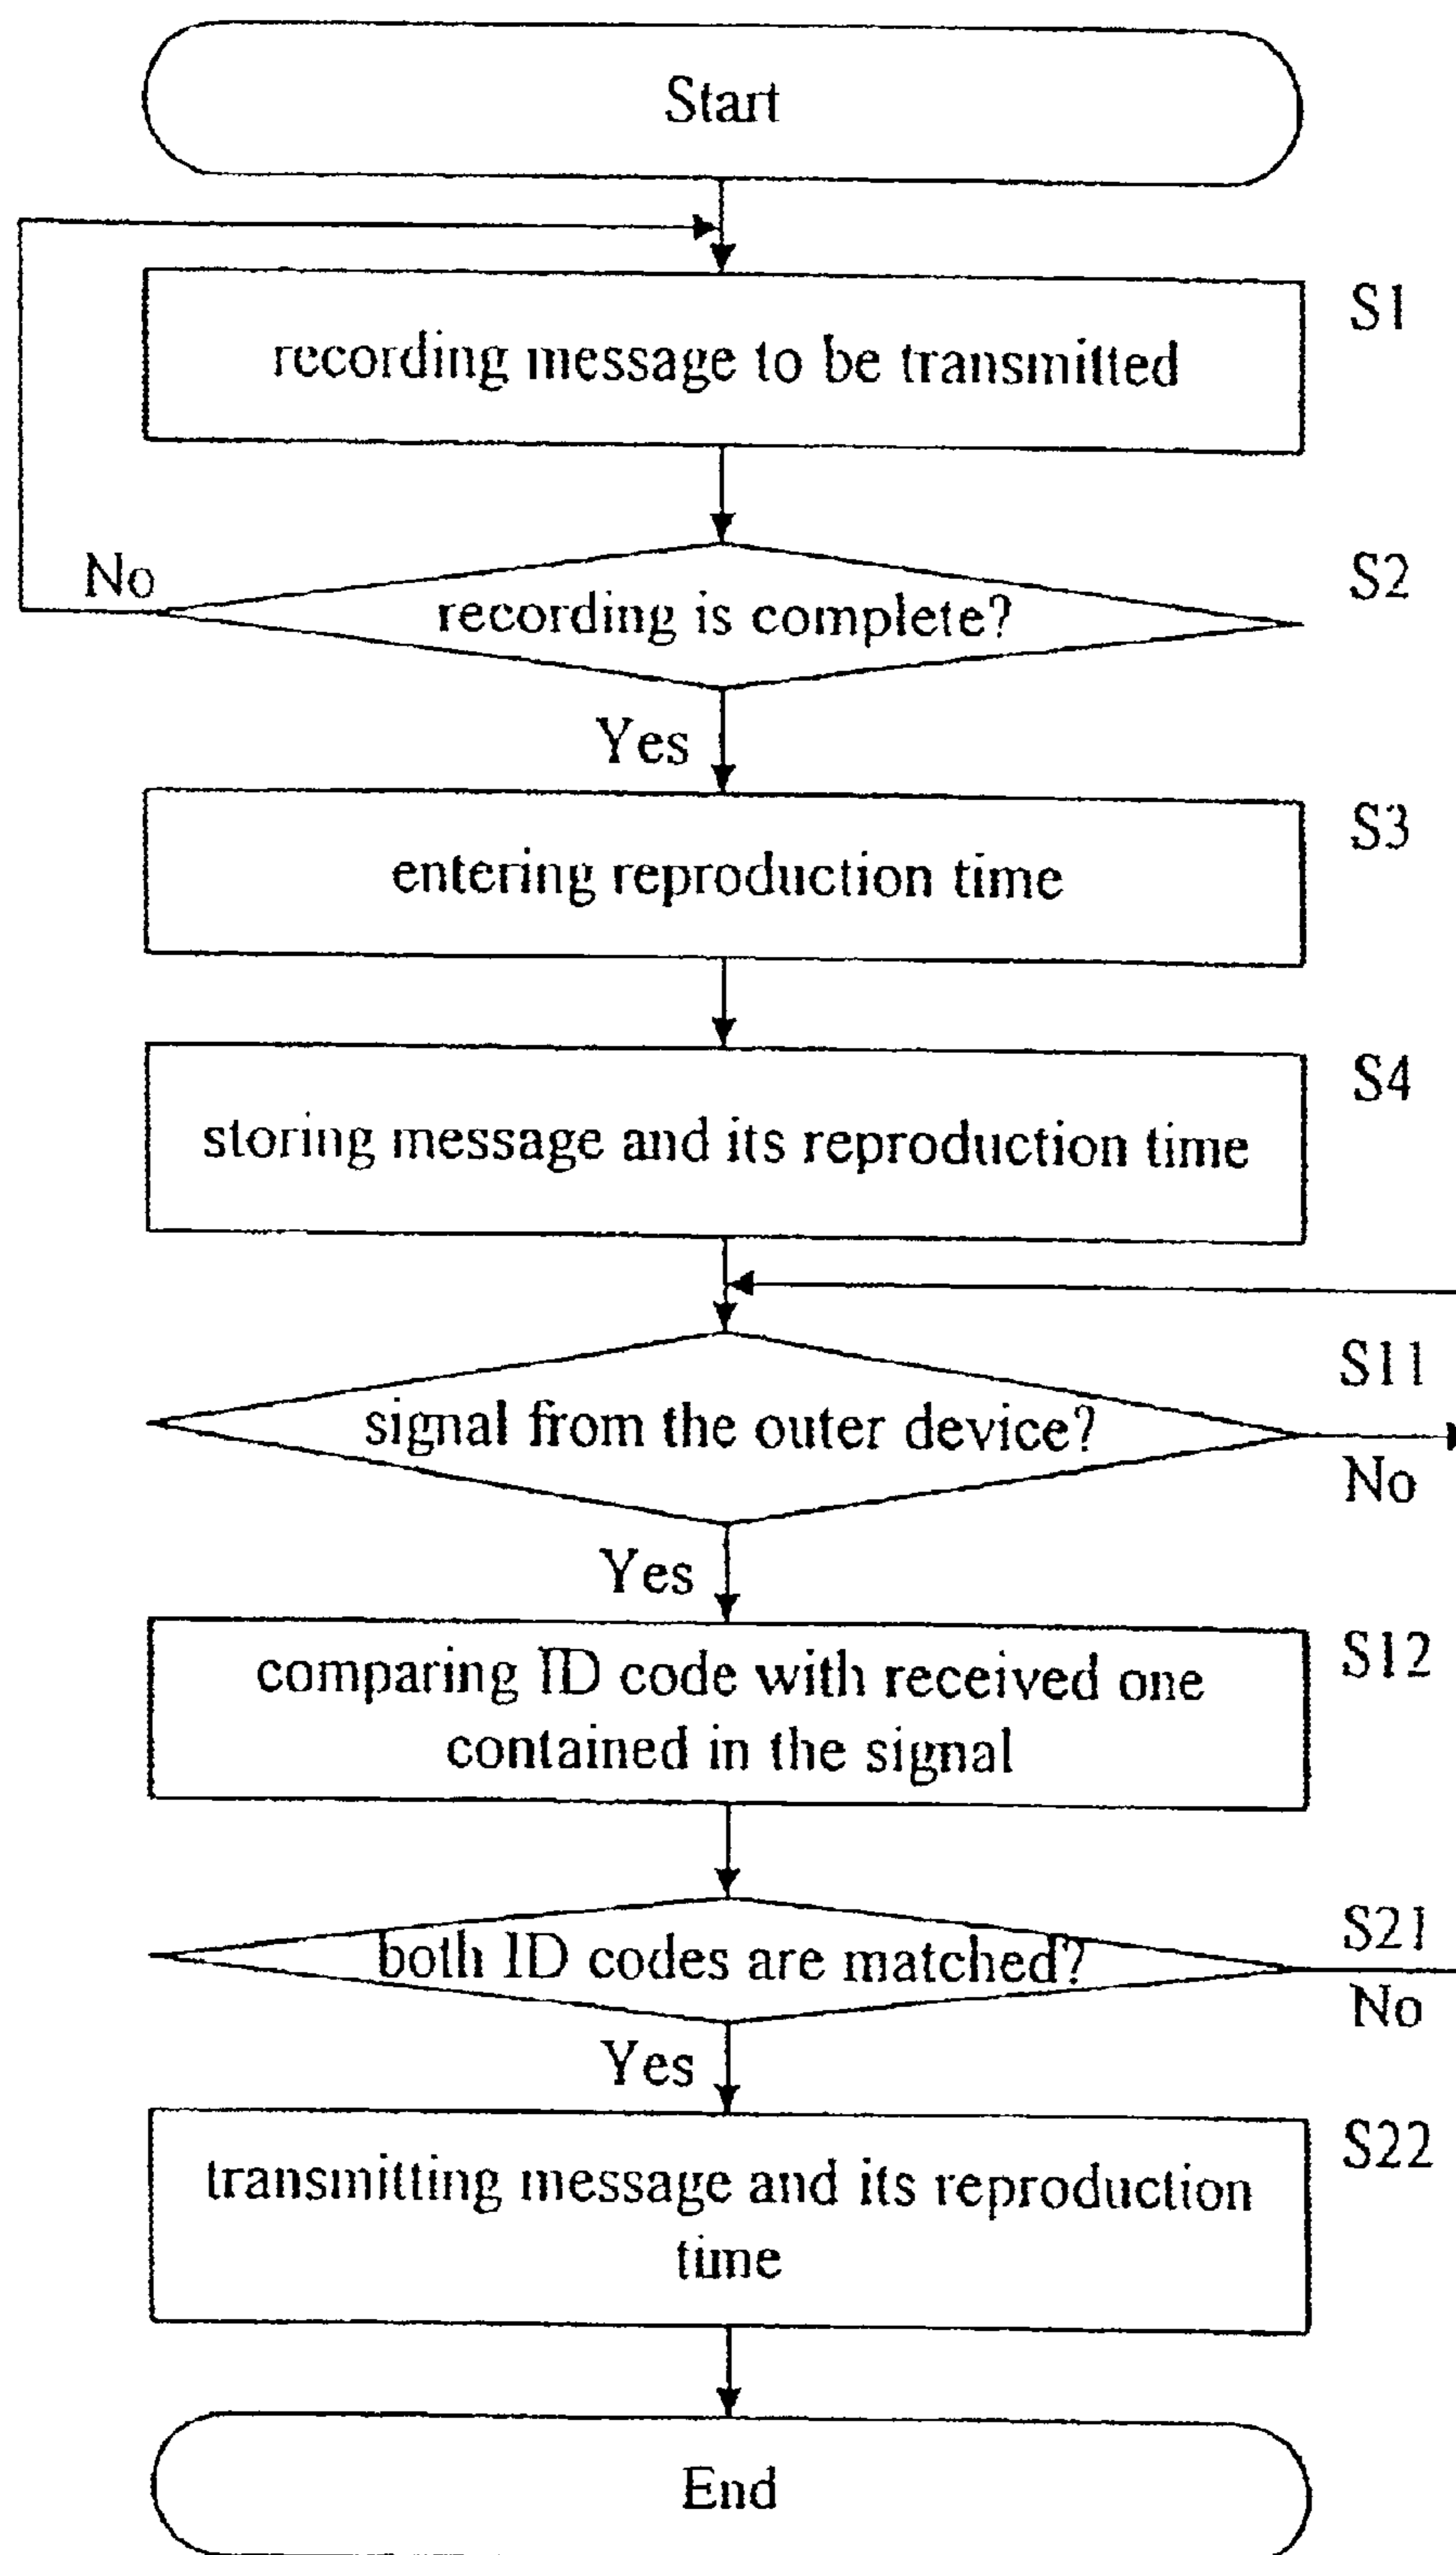 Start
S1
recording message to be transmitted
No
S2
recording is complete?
Yes
S3
entering reproduction time
S4
storing message and its reproduction time
S11
signal from the outer device?
No
Yes
S12
comparing ID code with received one
contained in the signal
S21
both ID codes are matched?
No
Yes
S22
transmitting message and its reproduction
time
End